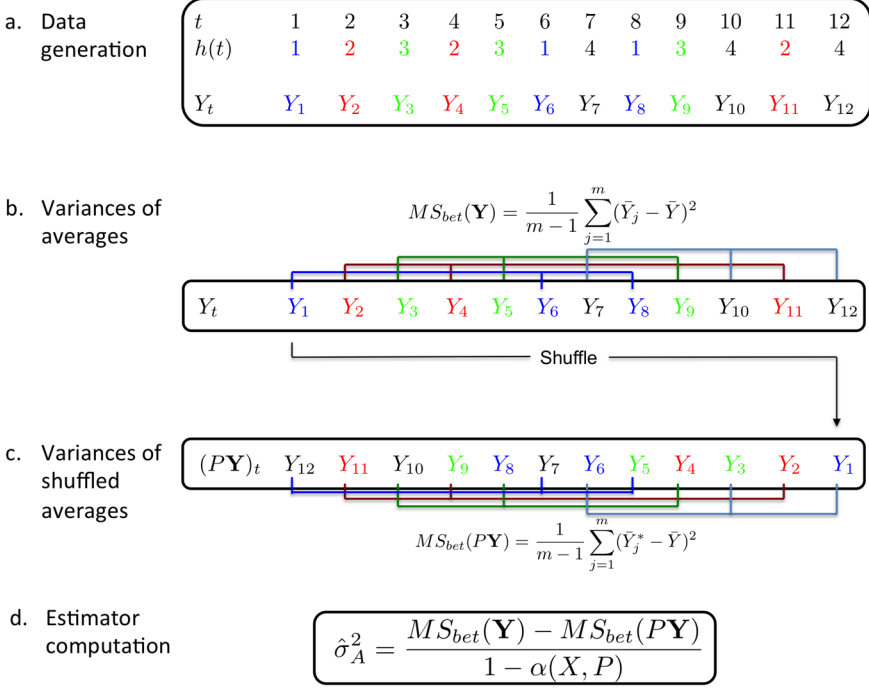 a. Data generation
t 1 2 3 4 5 6 7 8 9 10 11 12
h(t) 1 2 3 2 3 1 4 1 3 4 2 4
Y_t Y_1 Y_2 Y_3 Y_4 Y_5 Y_6 Y_7 Y_8 Y_9 Y_10 Y_11 Y_12
b. Variances of averages
MS_bet(Y) = 1/(m − 1) ∑_{j=1}^{m} (Ȳ_j − Ȳ)^2
Y_t Y_1 Y_2 Y_3 Y_4 Y_5 Y_6 Y_7 Y_8 Y_9 Y_10 Y_11 Y_12
Shuffle
c. Variances of shuffled averages
(PY)_t Y_12 Y_11 Y_10 Y_9 Y_8 Y_7 Y_6 Y_5 Y_4 Y_3 Y_2 Y_1
MS_bet(PY) = 1/(m − 1) ∑_{j=1}^{m} (Ȳ_j^* − Ȳ)^2
d. Estimator computation
σ̂_A^2 = (MS_bet(Y) − MS_bet(PY)) / (1 − α(X, P))